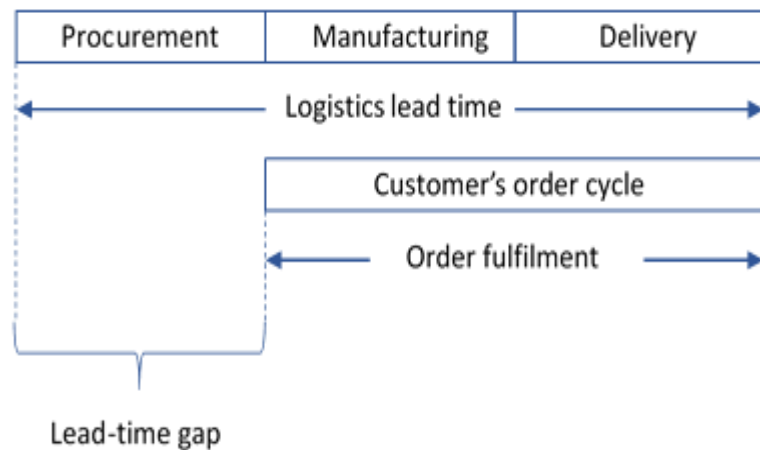 Procurement Manufacturing Delivery
Logistics lead time
Customer's order cycle
Order fulfilment
Lead-time gap